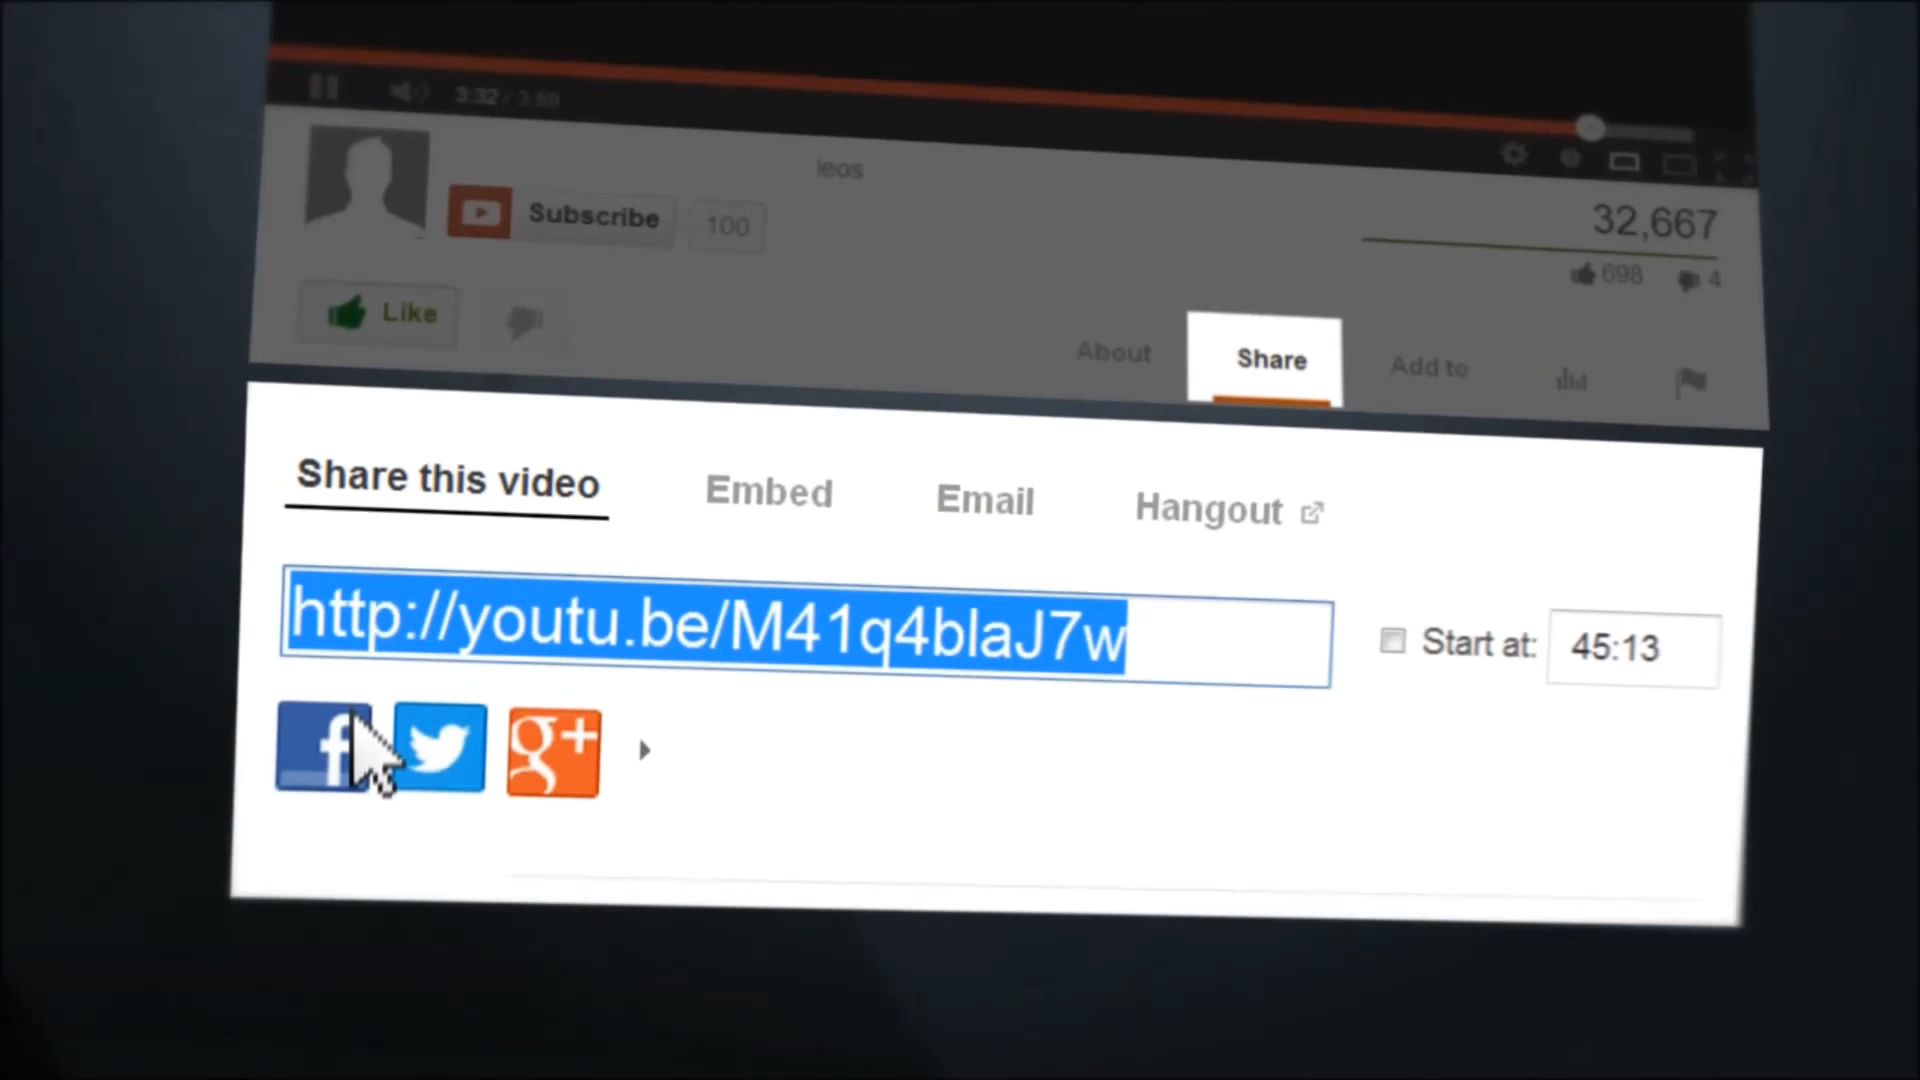 3:32 / 3:59
leos
Subscribe 100
32,667
698 4
Like
About Share Add to
Share this video Embed Email Hangout
http://youtu.be/M41q4blaJ7w
Start at: 45:13
f g+